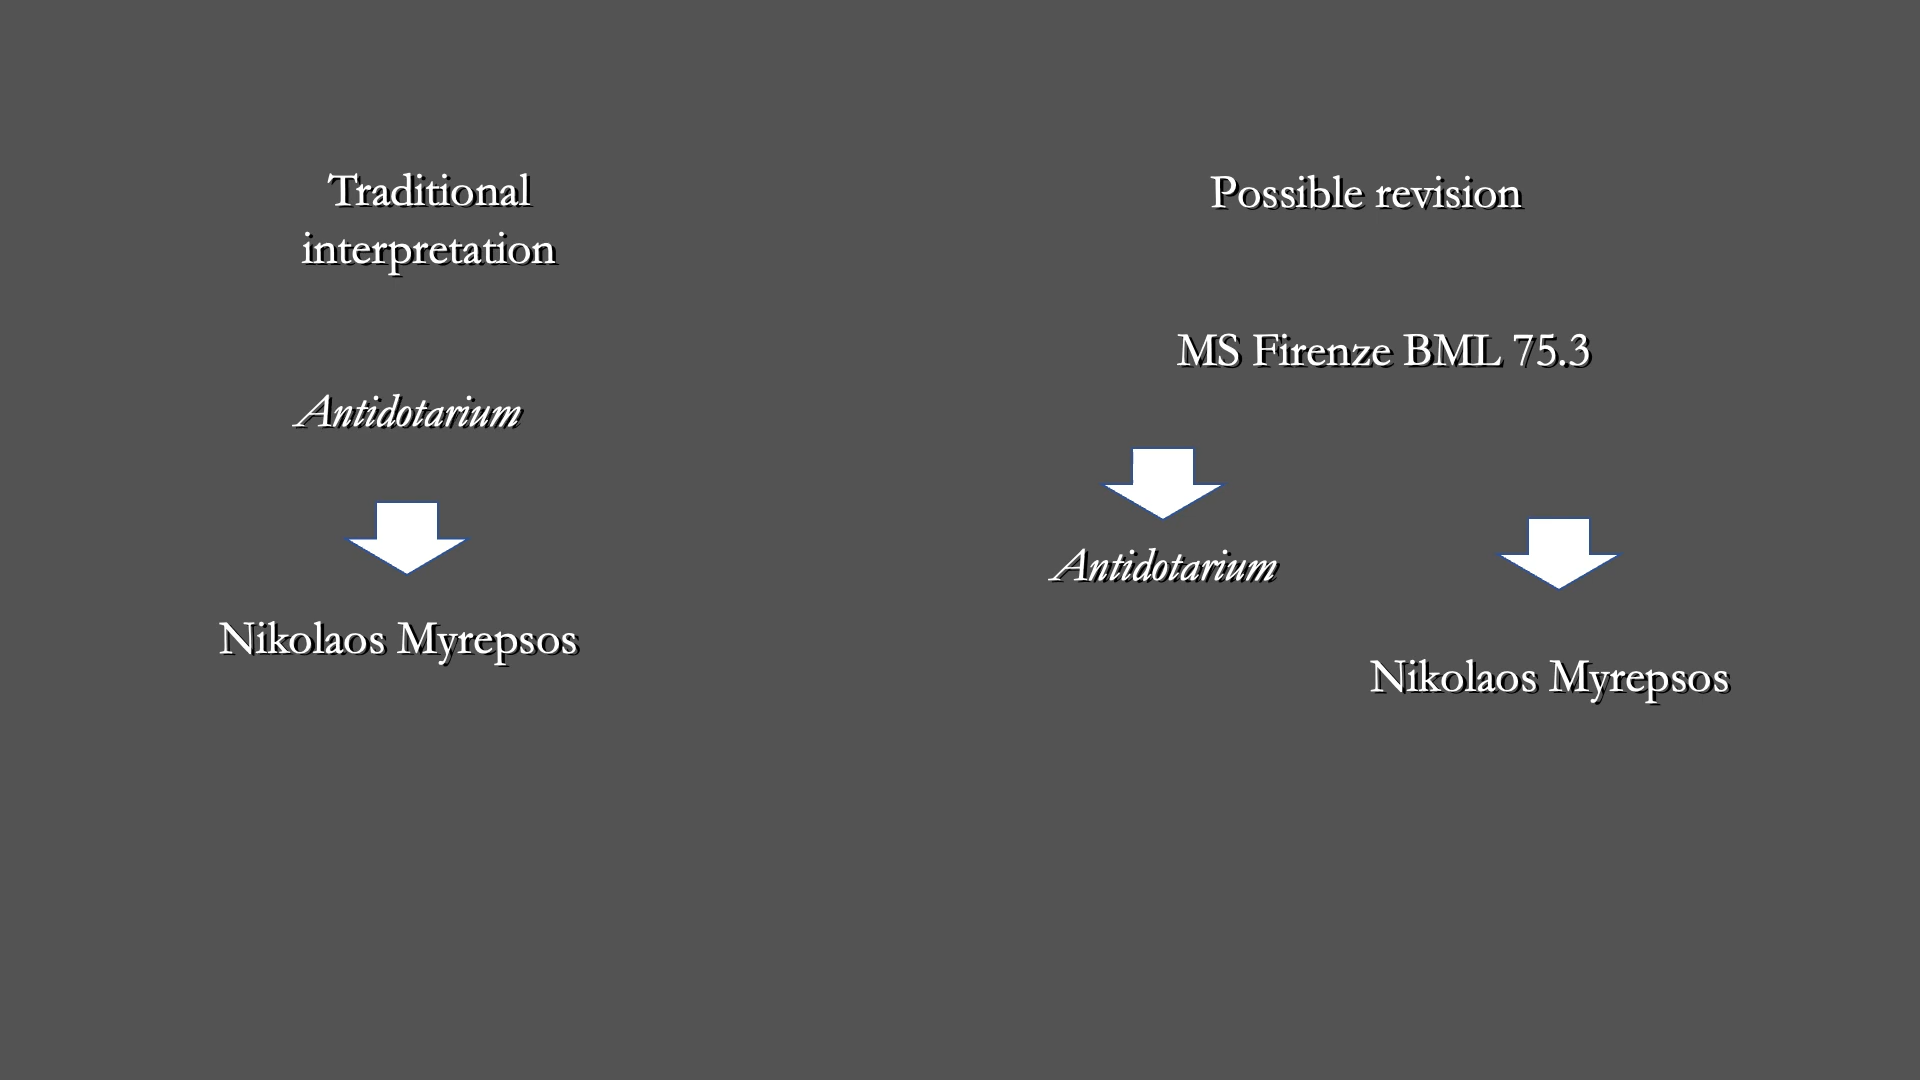 Traditional
interpretation
Antidotarium
Nikolaos Myrepsos
Possible revision
MS Firenze BML 75.3
Antidotarium
Nikolaos Myrepsos